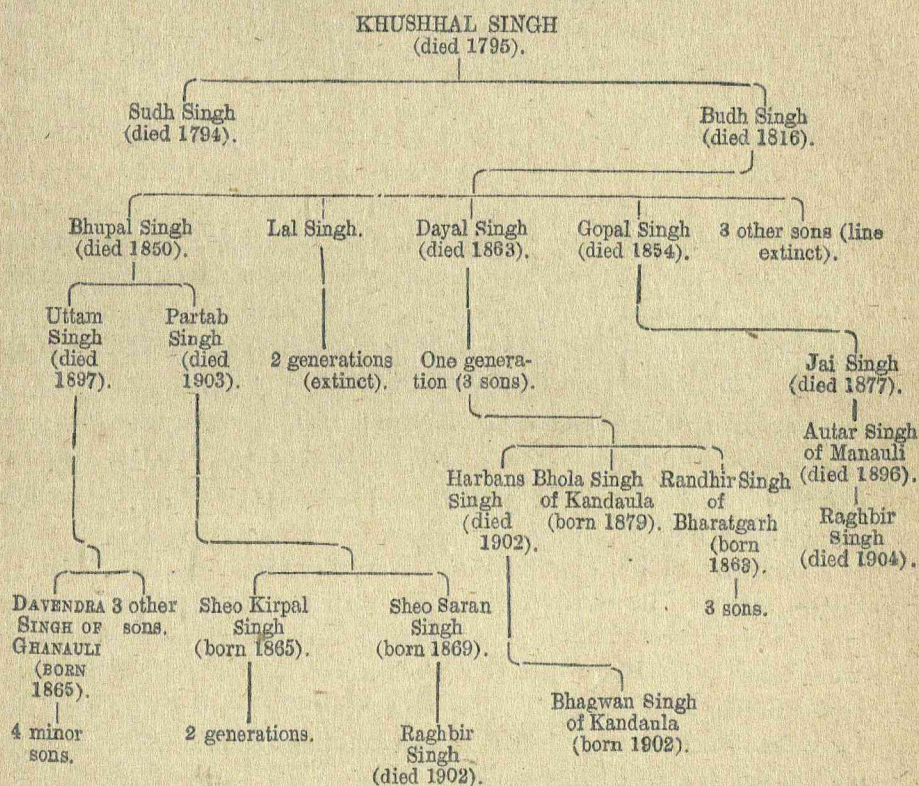 KHUSHHAL SINGH
(died 1795).
Sudh Singh
(died 1794).
Budh Singh
(died 1816).
Bhupal Singh
(died 1850).
Lal Singh.
Dayal Singh
(died 1863).
Gopal Singh
(died 1854).
3 other sons (line
extinct).
Uttam
Singh
(died
1897).
Partab
Singh
(died
1903).
2 generations
(extinct).
One genera-
tion (3 sons).
Jai Singh
(died 1877).
Autar Singh
of Manauli
(died 1896).
Raghbir
Singh
(died 1904).
Harbans
Singh
(died
1902).
Bhola Singh
of Kandaula
(born 1879).
Randhir Singh
of
Bharatgarh
(born
1863).
3 sons.
DAVENDRA
SINGH OF
GHANAULI
(BORN
1865).
4 minor
sons.
3 other
sons.
Sheo Kirpal
Singh
(born 1865).
2 generations.
Sheo Saran
Singh
(born 1869).
Raghbir
Singh
(died 1902).
Bhagwan Singh
of Kandaula
(born 1902).